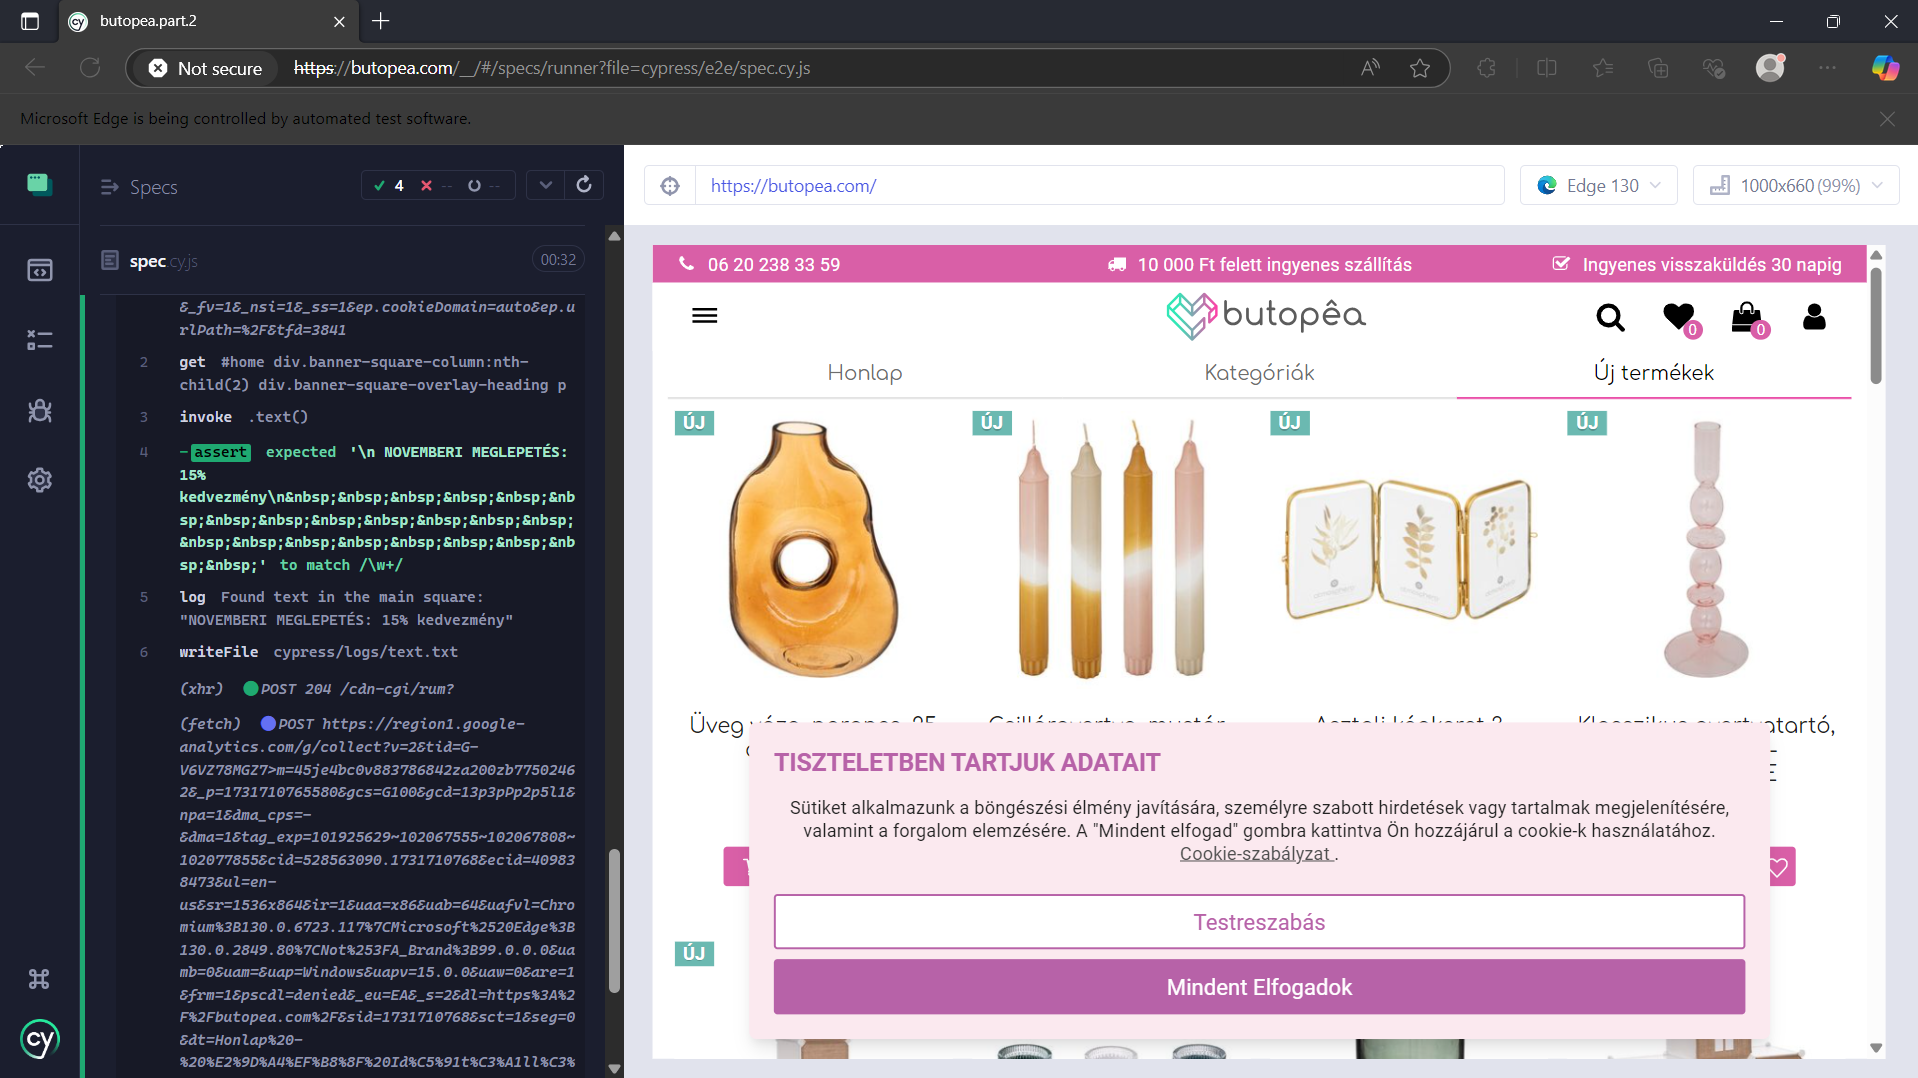 butopea.part.2
Not secure
https://butopea.com/__/#/specs/runner?file=cypress/e2e/spec.cy.js
Microsoft Edge is being controlled by automated test software.
Specs
4 -- --
spec.cy.js
00:32
&_fv=1&_nsi=1&_ss=1&ep.cookieDomain=auto&ep.u
rlPath=%2F&tfd=3841
2 get #home div.banner-square-column:nth-
child(2) div.banner-square-overlay-heading p
3 invoke .text()
4 -assert expected '\n NOVEMBERI MEGLEPETÉS:
15%
kedvezmény\n&nbsp;&nbsp;&nbsp;&nbsp;&nbsp;&nb
sp;&nbsp;&nbsp;&nbsp;&nbsp;&nbsp;&nbsp;&nbsp;
&nbsp;&nbsp;&nbsp;&nbsp;&nbsp;&nbsp;&nbsp;&nb
sp;&nbsp;' to match /\w+/
5 log Found text in the main square:
"NOVEMBERI MEGLEPETÉS: 15% kedvezmény"
6 writeFile cypress/logs/text.txt
(xhr) POST 204 /cdn-cgi/rum?
(fetch) POST https://region1.google-
analytics.com/g/collect?v=2&tid=G-
V6VZ78MGZ7>m=45je4bc0v883786842za200zb7750246
2&_p=1731710765580&gcs=G100&gcd=13p3pPp2p5l1&
npa=1&dma_cps=-
&dma=1&tag_exp=101925629~102067555~102067808~
102077855&cid=528563090.1731710768&ecid=40983
8473&ul=en-
us&sr=1536x864&ir=1&uaa=x86&uab=64&uafvl=Chro
mium%3B130.0.6723.117%7CMicrosoft%2520Edge%3B
130.0.2849.80%7CNot%253FA_Brand%3B99.0.0.0&ua
mb=0&uam=&uap=Windows&uapv=15.0.0&uaw=0&are=1
&frm=1&pscdl=denied&_eu=EA&_s=2&dl=https%3A%2
F%2Fbutopea.com%2F&sid=1731710768&sct=1&seg=0
&dt=Honlap%20-
%20%E2%9D%A4%EF%B8%8F%20Id%C5%91t%C3%A1ll%C3%
cy
https://butopea.com/
Edge 130
1000x660 (99%)
06 20 238 33 59
10 000 Ft felett ingyenes szállítás
Ingyenes visszaküldés 30 napig
butopêa
0
0
Honlap
Kategóriák
Új termékek
ÚJ
ÚJ
ÚJ
ÚJ
Üveg
TISZTELETBEN TARTJUK ADATAIT
Sütiket alkalmazunk a böngészési élmény javítására, személyre szabott hirdetések vagy tartalmak megjelenítésére,
valamint a forgalom elemzésére. A "Mindent elfogad" gombra kattintva Ön hozzájárul a cookie-k használatához.
Cookie-szabályzat .
Testreszabás
Mindent Elfogadok
ÚJ